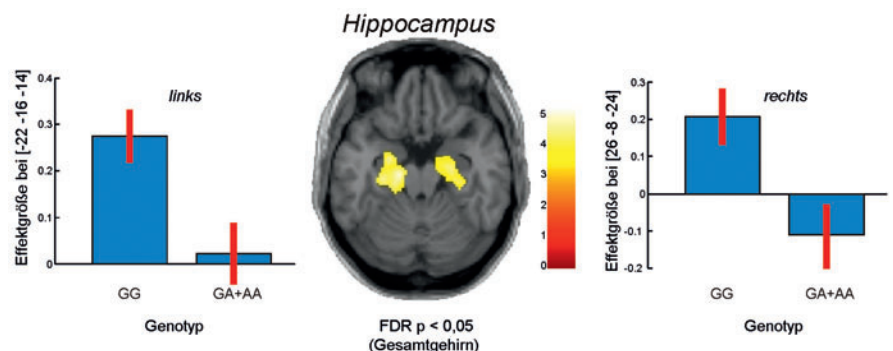 Hippocampus
Effektgröße bei [-22 -16 -14]
0.4
0.3
0.2
0.1
0
links
GG
GA+AA
Genotyp
5
4
3
2
1
0
FDR p < 0,05
(Gesamtgehirn)
Effektgröße bei [26 -8 -24]
0.3
0.2
0.1
0
-0.1
-0.2
rechts
GG
GA+AA
Genotyp